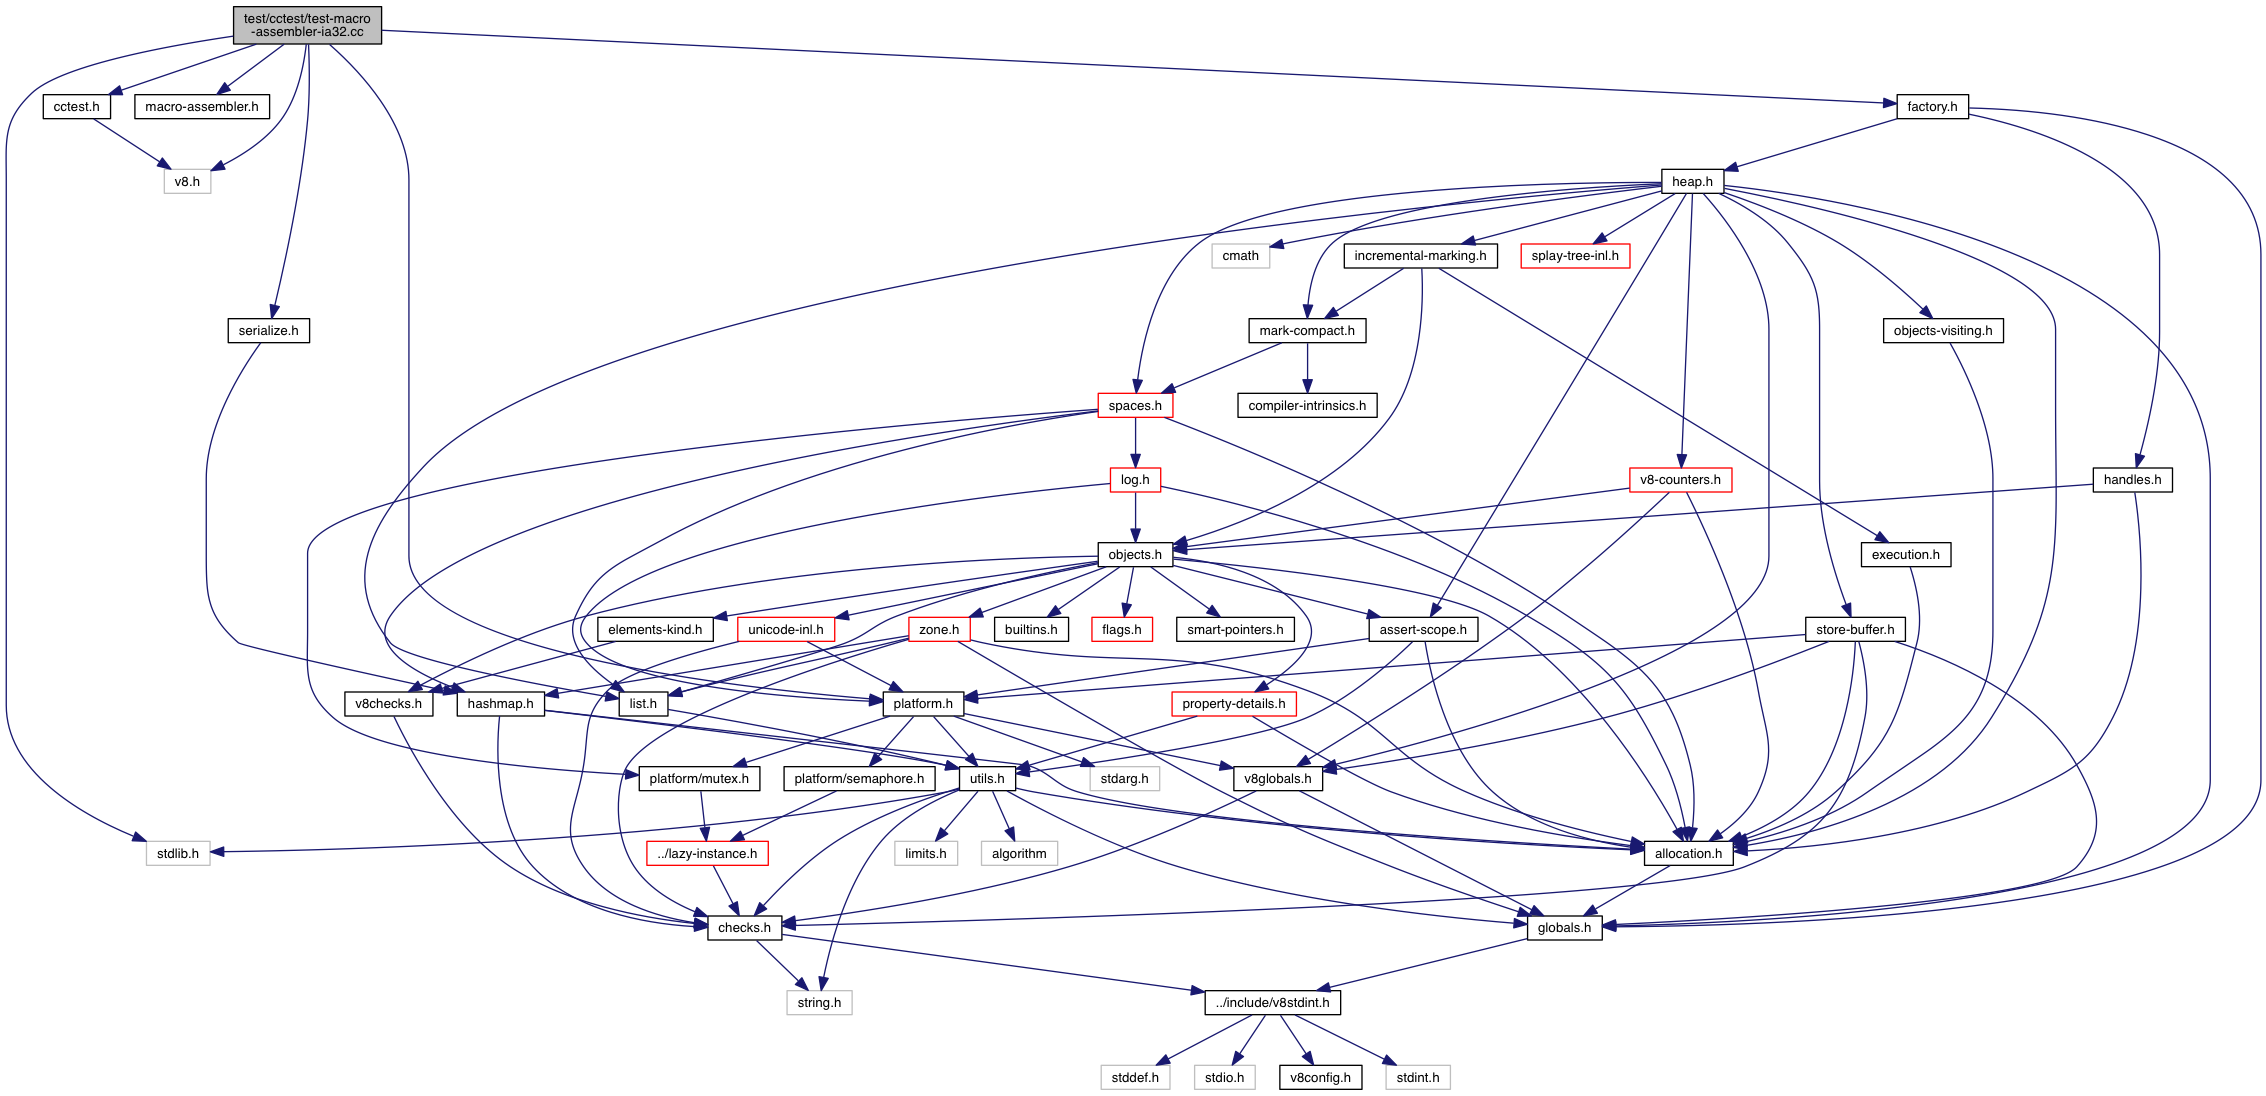 test/cctest/test-macro
-assembler-ia32.cc
cctest.h
macro-assembler.h
factory.h
v8.h
heap.h
cmath
incremental-marking.h
splay-tree-inl.h
serialize.h
mark-compact.h
objects-visiting.h
spaces.h
compiler-intrinsics.h
log.h
v8-counters.h
handles.h
objects.h
execution.h
elements-kind.h
unicode-inl.h
zone.h
builtins.h
flags.h
smart-pointers.h
assert-scope.h
store-buffer.h
v8checks.h
hashmap.h
list.h
platform.h
property-details.h
platform/mutex.h
platform/semaphore.h
utils.h
stdarg.h
v8globals.h
stdlib.h
../lazy-instance.h
limits.h
algorithm
allocation.h
checks.h
globals.h
string.h
../include/v8stdint.h
stddef.h
stdio.h
v8config.h
stdint.h